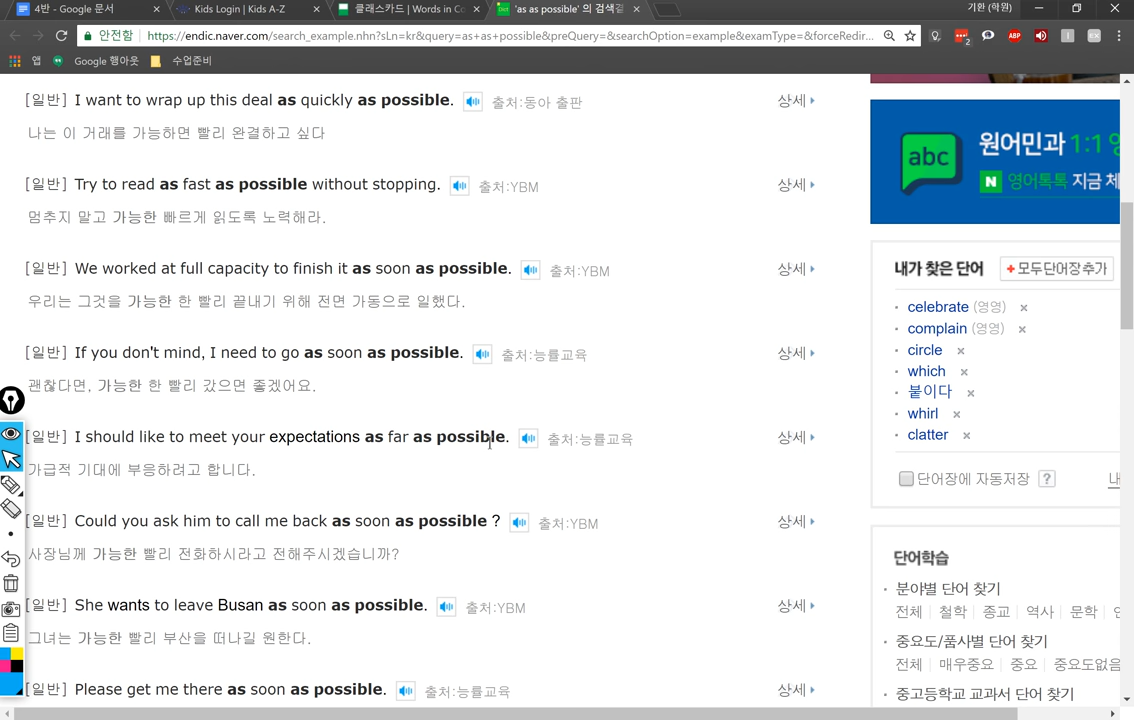 4반 - Google 문서
Kids Login | Kids A-Z
클래스카드 | Words in Co
'as as possible' 의 검색결
기환 (학원)
안전함
https://endic.naver.com/search_example.nhn?sLn=kr&query=as+as+possible&preQuery=&searchOption=example&examType=&forceRedir...
2
ABP
앱
Google 행아웃
수업준비
[일반] I want to wrap up this deal as quickly as possible. 출처:동아 출판 상세
나는 이 거래를 가능하면 빨리 완결하고 싶다
[일반] Try to read as fast as possible without stopping. 출처:YBM 상세
멈추지 말고 가능한 빠르게 읽도록 노력해라.
[일반] We worked at full capacity to finish it as soon as possible. 출처:YBM 상세
우리는 그것을 가능한 한 빨리 끝내기 위해 전면 가동으로 일했다.
[일반] If you don't mind, I need to go as soon as possible. 출처:능률교육 상세
괜찮다면, 가능한 한 빨리 갔으면 좋겠어요.
[일반] I should like to meet your expectations as far as possible. 출처:능률교육 상세
가급적 기대에 부응하려고 합니다.
[일반] Could you ask him to call me back as soon as possible ? 출처:YBM 상세
사장님께 가능한 빨리 전화하시라고 전해주시겠습니까?
[일반] She wants to leave Busan as soon as possible. 출처:YBM 상세
그녀는 가능한 빨리 부산을 떠나길 원한다.
[일반] Please get me there as soon as possible. 출처:능률교육 상세
abc
원어민과 1:1 영
N 영어톡톡 지금 체
내가 찾은 단어 +모두단어장추가
celebrate (영영) ×
complain (영영) ×
circle ×
which ×
붙이다 ×
whirl ×
clatter ×
단어장에 자동저장 ? 내
단어학습
분야별 단어 찾기
전체 | 철학 | 종교 | 역사 | 문학 |
중요도/품사별 단어 찾기
전체 | 매우중요 | 중요 | 중요도없음
중고등학교 교과서 단어 찾기